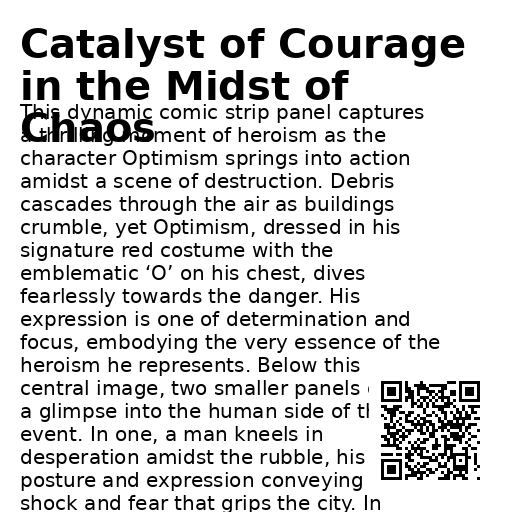 Catalyst of Courage
in the Midst of
Chaos
This dynamic comic strip panel captures
a thrilling moment of heroism as the
character Optimism springs into action
amidst a scene of destruction. Debris
cascades through the air as buildings
crumble, yet Optimism, dressed in his
signature red costume with the
emblematic ‘O’ on his chest, dives
fearlessly towards the danger. His
expression is one of determination and
focus, embodying the very essence of the
heroism he represents. Below this
central image, two smaller panels
a glimpse into the human side of
event. In one, a man kneels in
desperation amidst the rubble, his
posture and expression conveying
shock and fear that grips the city. In